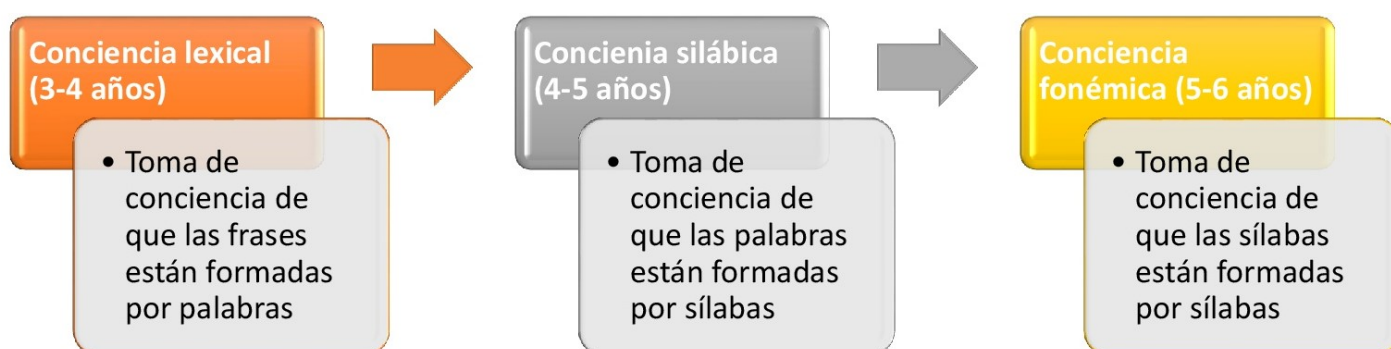 Conciencia lexical
(3-4 años)
• Toma de
conciencia de
que las frases
están formadas
por palabras
Concienia silábica
(4-5 años)
• Toma de
conciencia de
que las palabras
están formadas
por sílabas
Conciencia
fonémica (5-6 años)
• Toma de
conciencia de
que las sílabas
están formadas
por sílabas